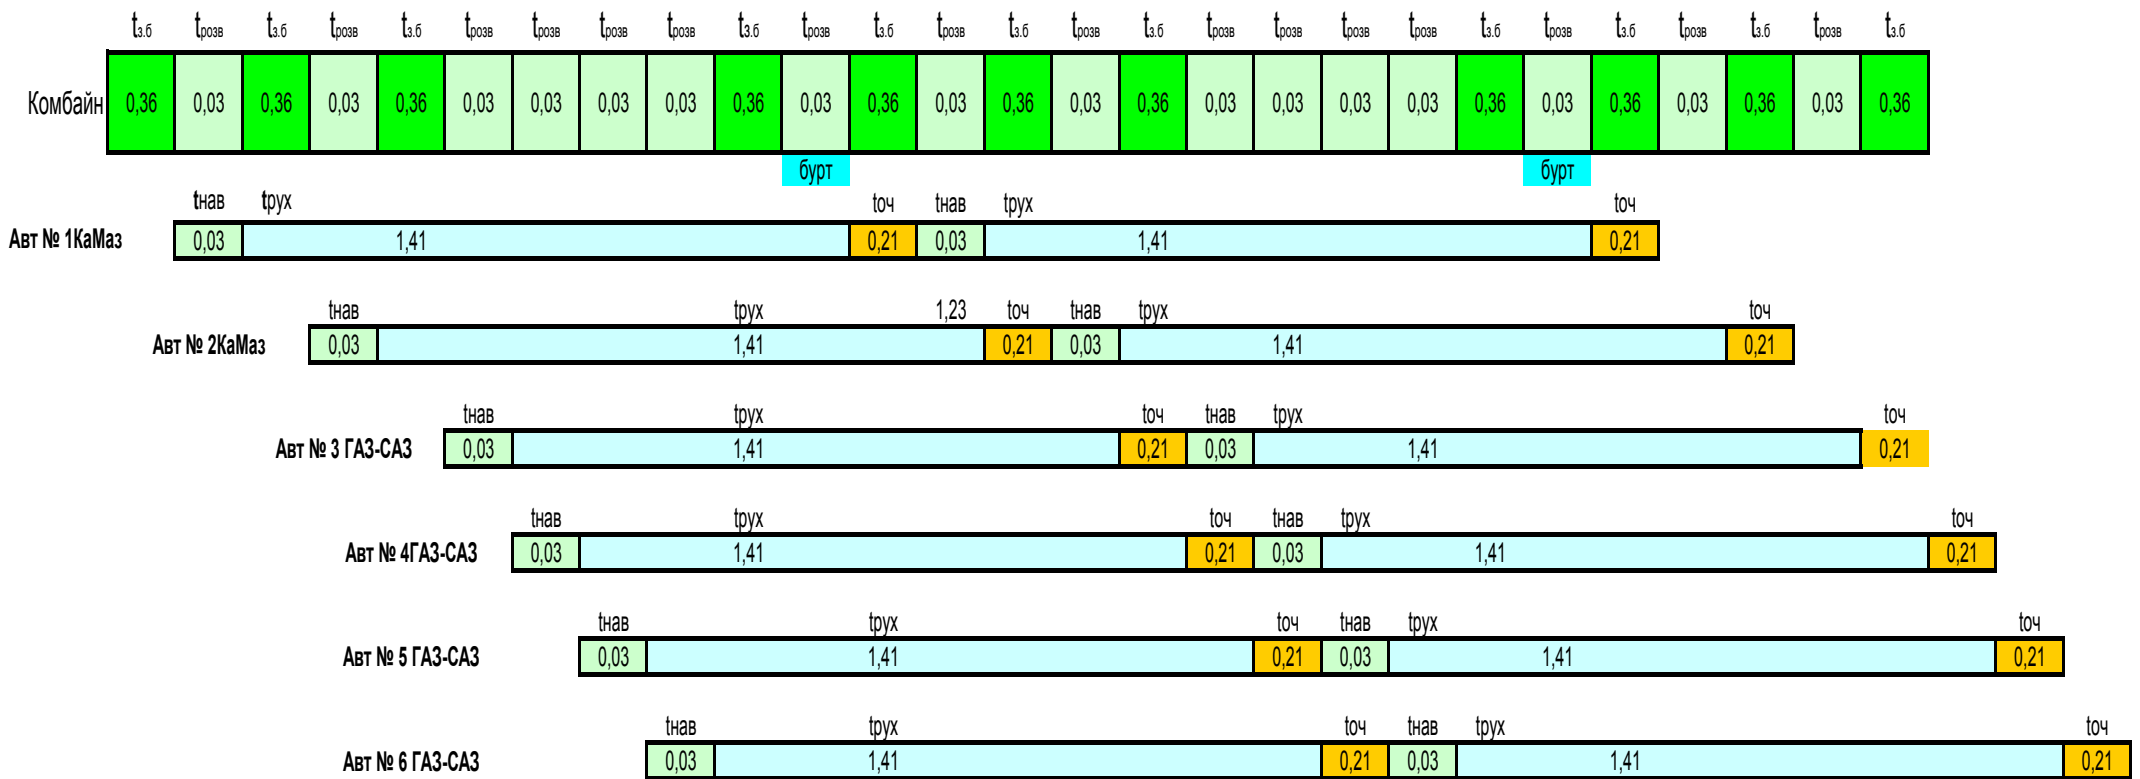 tз.б tрозв tз.б tрозв tз.б tрозв tрозв tрозв tрозв tз.б tрозв tз.б tрозв tз.б tрозв tз.б tрозв tрозв tрозв tрозв tз.б tрозв tз.б tрозв tз.б tрозв tз.б
Комбайн 0,36 0,03 0,36 0,03 0,36 0,03 0,03 0,03 0,03 0,36 0,03 0,36 0,03 0,36 0,03 0,36 0,03 0,03 0,03 0,03 0,36 0,03 0,36 0,03 0,36 0,03 0,36
бурт бурт
tнав tрух tоч tнав tрух tоч
Авт № 1КаМаз 0,03 1,41 0,21 0,03 1,41 0,21
tнав tрух 1,23 tоч tнав tрух tоч
Авт № 2КаМаз 0,03 1,41 0,21 0,03 1,41 0,21
tнав tрух tоч tнав tрух tоч
Авт № 3 ГАЗ-САЗ 0,03 1,41 0,21 0,03 1,41 0,21
tнав tрух tоч tнав tрух tоч
Авт № 4ГАЗ-САЗ 0,03 1,41 0,21 0,03 1,41 0,21
tнав tрух tоч tнав tрух tоч
Авт № 5 ГАЗ-САЗ 0,03 1,41 0,21 0,03 1,41 0,21
tнав tрух tоч tнав tрух tоч
Авт № 6 ГАЗ-САЗ 0,03 1,41 0,21 0,03 1,41 0,21